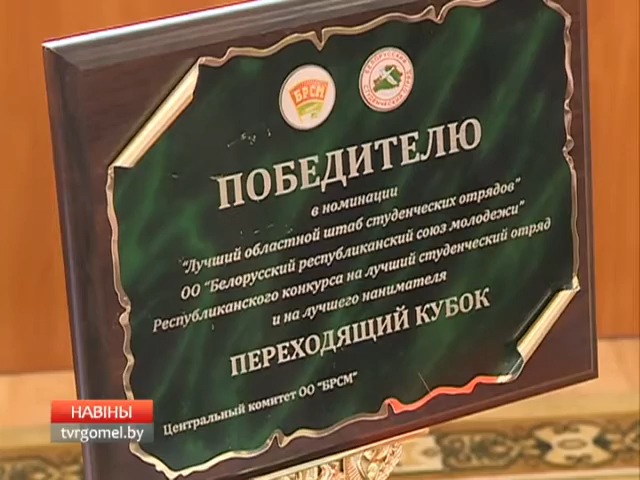 БРСМ
ПОБЕДИТЕЛЮ
в номинации
"Лучший областной штаб студенческих отрядов"
ОО "Белорусский республиканский союз молодежи"
Республиканского конкурса на лучший студенческий отряд
и на лучшего нанимателя
ПЕРЕХОДЯЩИЙ КУБОК
Центральный комитет ОО "БРСМ"
НАВІНЫ
tvrgomel.by